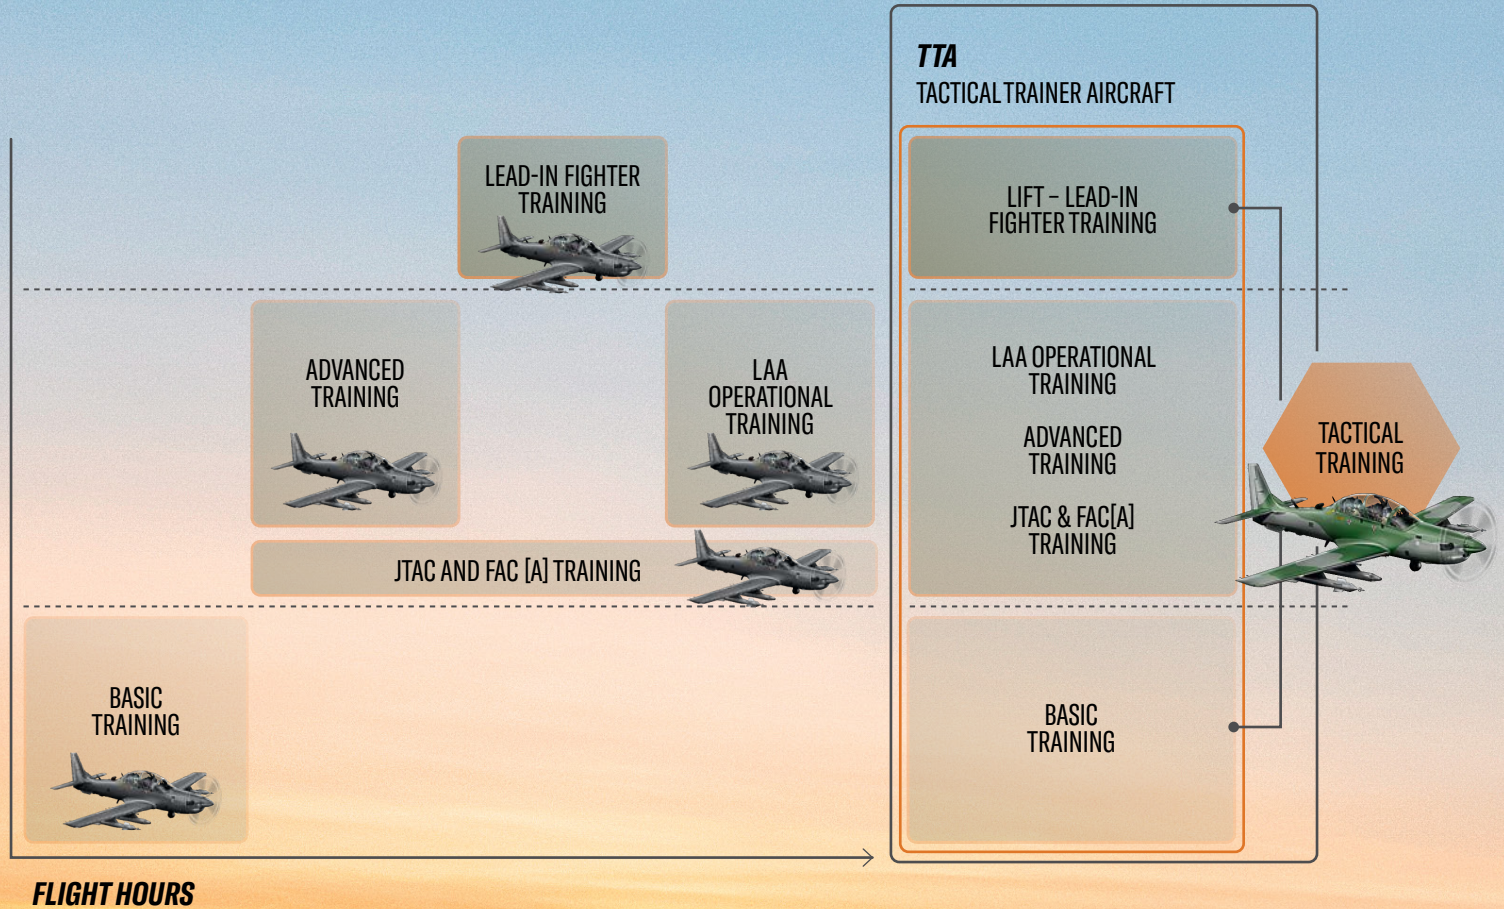 TTA
TACTICAL TRAINER AIRCRAFT
LEAD-IN FIGHTER
TRAINING
ADVANCED
TRAINING
LAA
OPERATIONAL
TRAINING
JTAC AND FAC [A] TRAINING
BASIC
TRAINING
FLIGHT HOURS
LIFT – LEAD-IN
FIGHTER TRAINING
LAA OPERATIONAL
TRAINING
ADVANCED
TRAINING
JTAC & FAC[A]
TRAINING
BASIC
TRAINING
TACTICAL
TRAINING